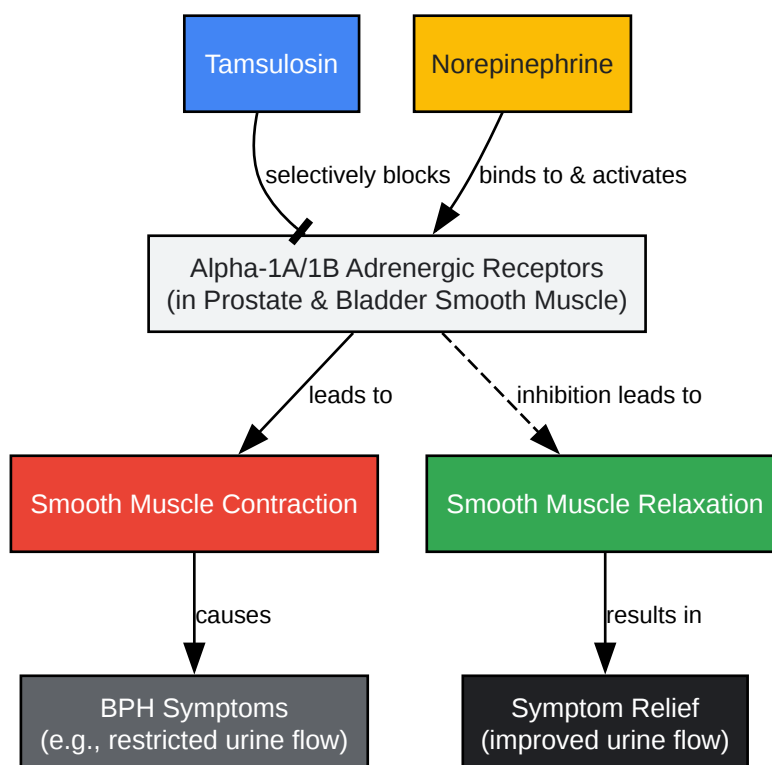 Tamsulosin
Norepinephrine
selectively blocks
binds to & activates
Alpha-1A/1B Adrenergic Receptors
(in Prostate & Bladder Smooth Muscle)
leads to
inhibition leads to
Smooth Muscle Contraction
Smooth Muscle Relaxation
causes
results in
BPH Symptoms
(e.g., restricted urine flow)
Symptom Relief
(improved urine flow)